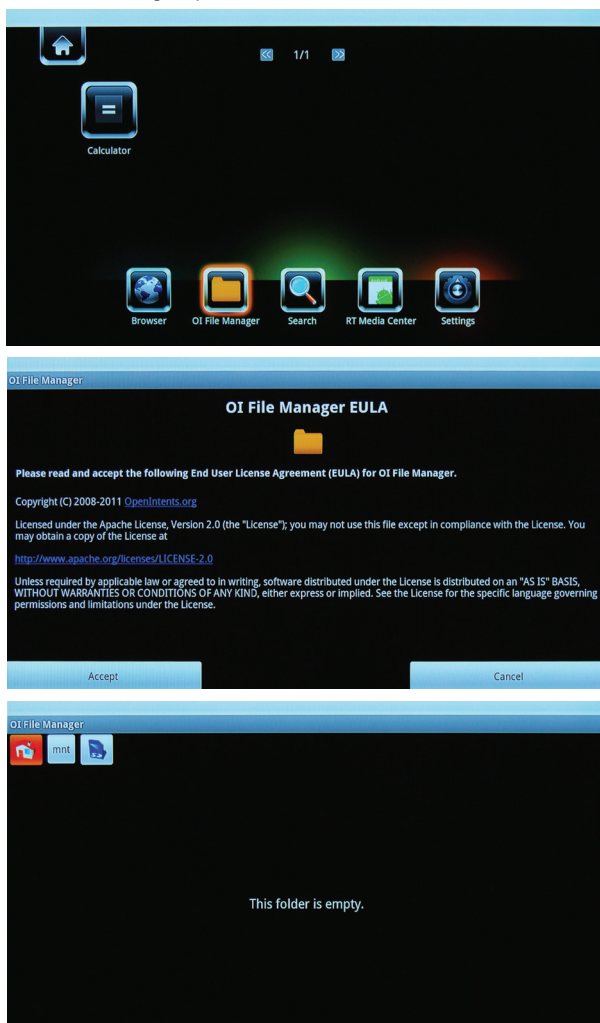 1/1
Calculator
Browser
OI File Manager
Search
RT Media Center
Settings
OI File Manager
OI File Manager EULA
Please read and accept the following End User License Agreement (EULA) for OI File Manager.
Copyright (C) 2008-2011 OpenIntents.org
Licensed under the Apache License, Version 2.0 (the "License"); you may not use this file except in compliance with the License. You
may obtain a copy of the License at
http://www.apache.org/licenses/LICENSE-2.0
Unless required by applicable law or agreed to in writing, software distributed under the License is distributed on an "AS IS" BASIS,
WITHOUT WARRANTIES OR CONDITIONS OF ANY KIND, either express or implied. See the License for the specific language governing
permissions and limitations under the License.
Accept
Cancel
OI File Manager
mnt
This folder is empty.